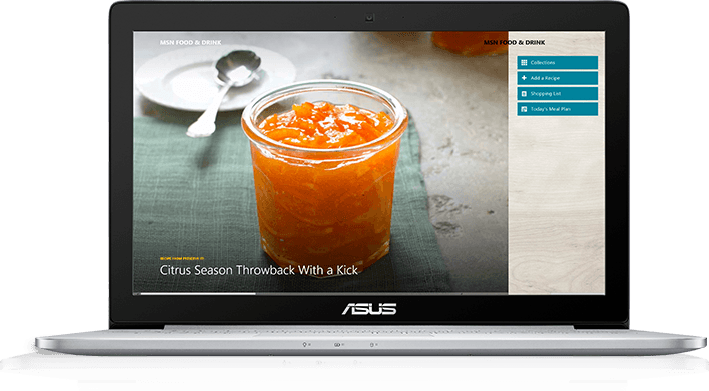 MSN FOOD & DRINK
MSN FOOD & DRINK
Collections
Add a Recipe
Shopping List
Today's Meal Plan
Citrus Season Throwback With a Kick
ASUS